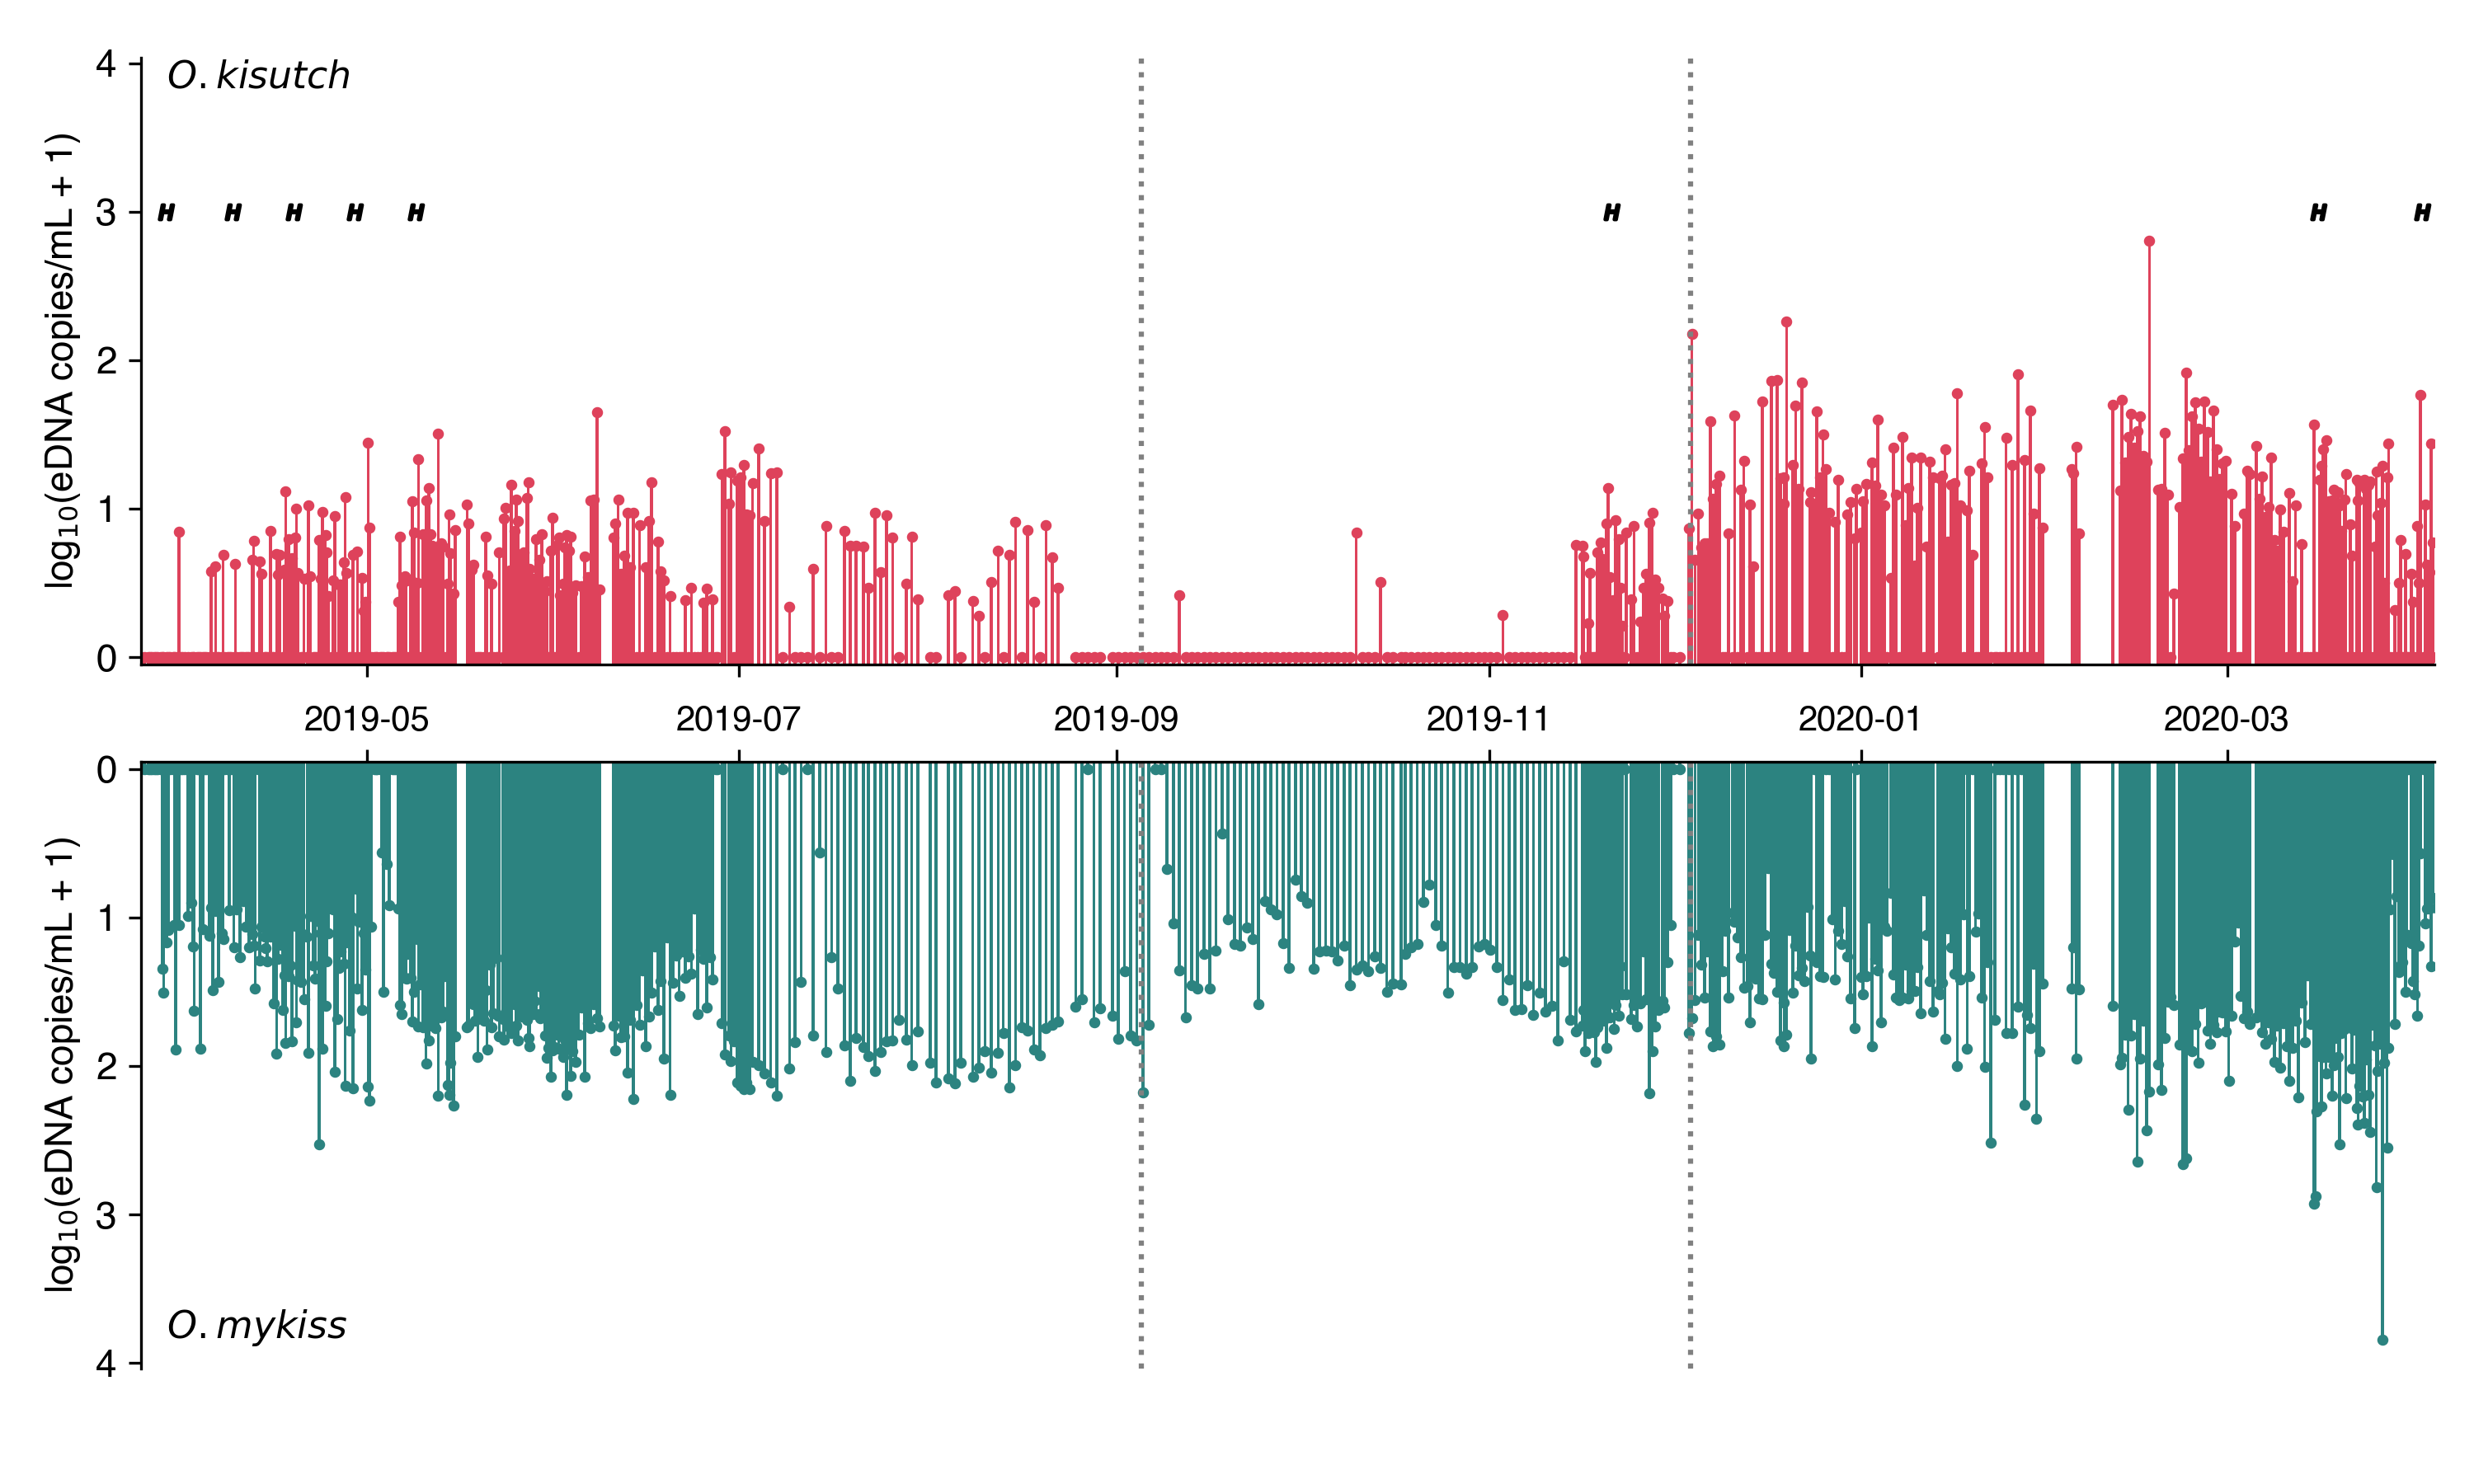 4
O. kisutch
3
H H H H H H H H
2
1
0
log10(eDNA copies/mL + 1)
2019-05 2019-07 2019-09 2019-11 2020-01 2020-03
0
1
2
3
4
log10(eDNA copies/mL + 1)
O. mykiss